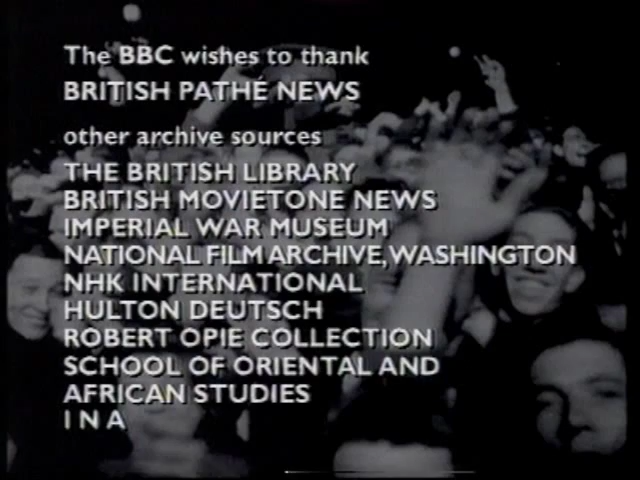 The BBC wishes to thank
BRITISH PATHÉ NEWS
other archive sources
THE BRITISH LIBRARY
BRITISH MOVIETONE NEWS
IMPERIAL WAR MUSEUM
NATIONAL FILM ARCHIVE, WASHINGTON
NHK INTERNATIONAL
HULTON DEUTSCH
ROBERT OPIE COLLECTION
SCHOOL OF ORIENTAL AND
AFRICAN STUDIES
I N A